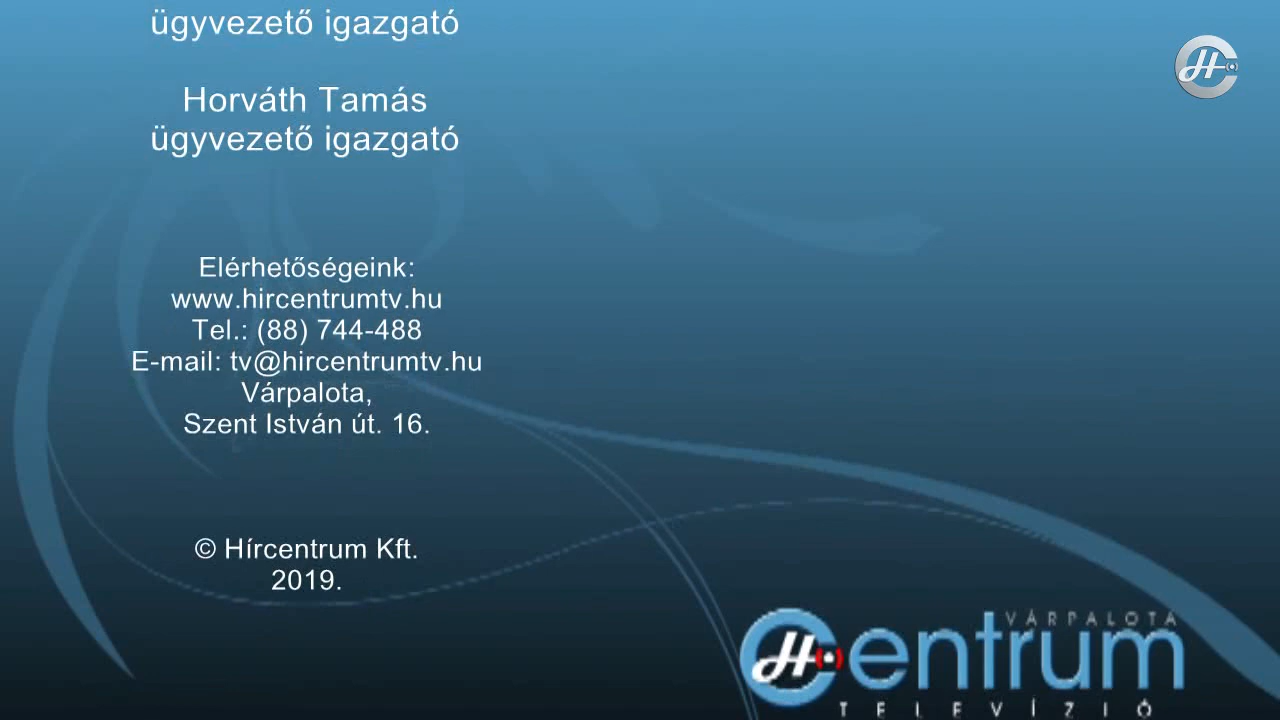 ügyvezető igazgató
Horváth Tamás
ügyvezető igazgató
Elérhetőségeink:
www.hircentrumtv.hu
Tel.: (88) 744-488
E-mail: tv@hircentrumtv.hu
Várpalota,
Szent István út. 16.
© Hírcentrum Kft.
2019.
H
VÁRPALOTA
H Centrum
TELEVÍZIÓ